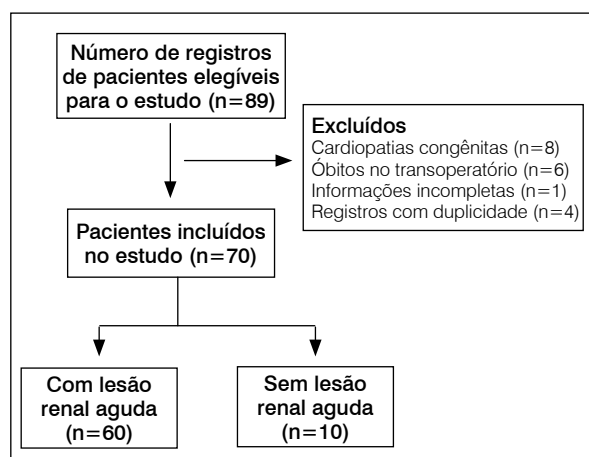 Número de registros
de pacientes elegíveis
para o estudo (n=89)
Excluídos
Cardiopatias congênitas (n=8)
Óbitos no transoperatório (n=6)
Informações incompletas (n=1)
Registros com duplicidade (n=4)
Pacientes incluídos
no estudo (n=70)
Com lesão
renal aguda
(n=60)
Sem lesão
renal aguda
(n=10)